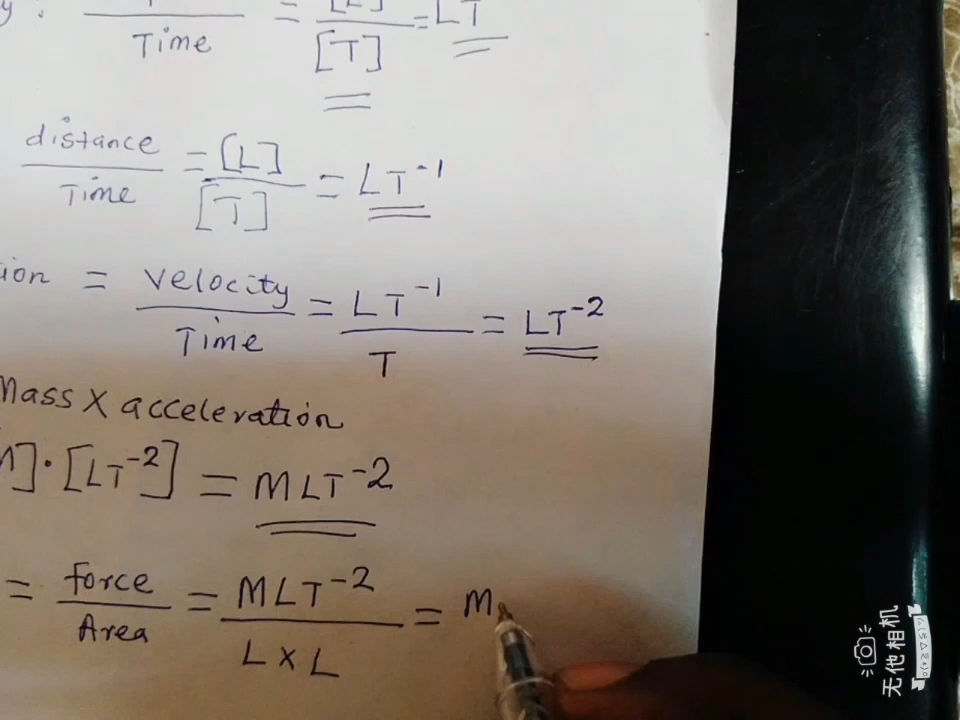 Time = [L] / [T] = LT
distance / Time = [L] / [T] = LT⁻¹
ion = velocity / Time = LT⁻¹ / T = LT⁻²
Mass X acceleration
M]·[LT⁻²] = MLT⁻²
= force / Area = MLT⁻² / L X L = M
无他相机